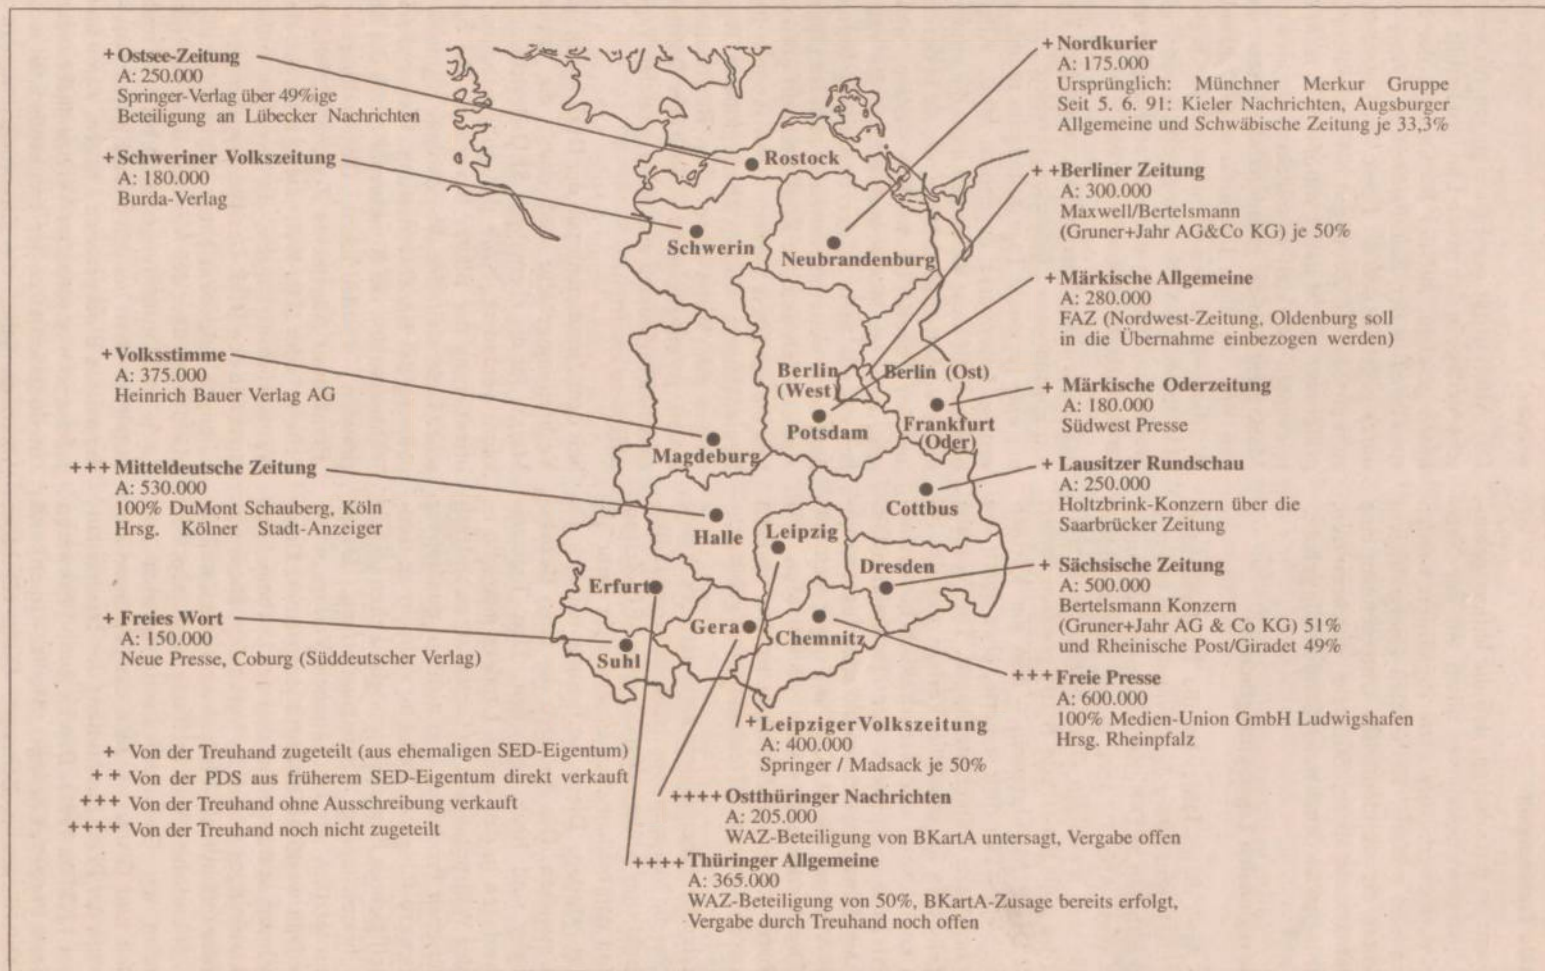 + Ostsee-Zeitung
A: 250.000
Springer-Verlag über 49%ige
Beteiligung an Lübecker Nachrichten
+ Schweriner Volkszeitung
A: 180.000
Burda-Verlag
+ Volksstimme
A: 375.000
Heinrich Bauer Verlag AG
+++ Mitteldeutsche Zeitung
A: 530.000
100% DuMont Schauberg, Köln
Hrsg. Kölner Stadt-Anzeiger
+ Freies Wort
A: 150.000
Neue Presse, Coburg (Süddeutscher Verlag)
+ Von der Treuhand zugeteilt (aus ehemaligen SED-Eigentum)
++ Von der PDS aus früherem SED-Eigentum direkt verkauft
+++ Von der Treuhand ohne Ausschreibung verkauft
++++ Von der Treuhand noch nicht zugeteilt
Rostock
Schwerin
Neubrandenburg
Berlin
(West)
Berlin (Ost)
Potsdam
Frankfurt
(Oder)
Magdeburg
Cottbus
Halle
Leipzig
Dresden
Erfurt
Gera
Chemnitz
Suhl
+ Nordkurier
A: 175.000
Ursprünglich: Münchner Merkur Gruppe
Seit 5. 6. 91: Kieler Nachrichten, Augsburger
Allgemeine und Schwäbische Zeitung je 33,3%
++Berliner Zeitung
A: 300.000
Maxwell/Bertelsmann
(Gruner+Jahr AG&Co KG) je 50%
+ Märkische Allgemeine
A: 280.000
FAZ (Nordwest-Zeitung, Oldenburg soll
in die Übernahme einbezogen werden)
+ Märkische Oderzeitung
A: 180.000
Südwest Presse
+ Lausitzer Rundschau
A: 250.000
Holtzbrink-Konzern über die
Saarbrücker Zeitung
+ Sächsische Zeitung
A: 500.000
Bertelsmann Konzern
(Gruner+Jahr AG & Co KG) 51%
und Rheinische Post/Giradet 49%
+++Freie Presse
A: 600.000
100% Medien-Union GmbH Ludwigshafen
Hrsg. Rheinpfalz
+Leipziger Volkszeitung
A: 400.000
Springer / Madsack je 50%
++++Ostthüringer Nachrichten
A: 205.000
WAZ-Beteiligung von BKartA untersagt, Vergabe offen
++++Thüringer Allgemeine
A: 365.000
WAZ-Beteiligung von 50%, BKartA-Zusage bereits erfolgt,
Vergabe durch Treuhand noch offen